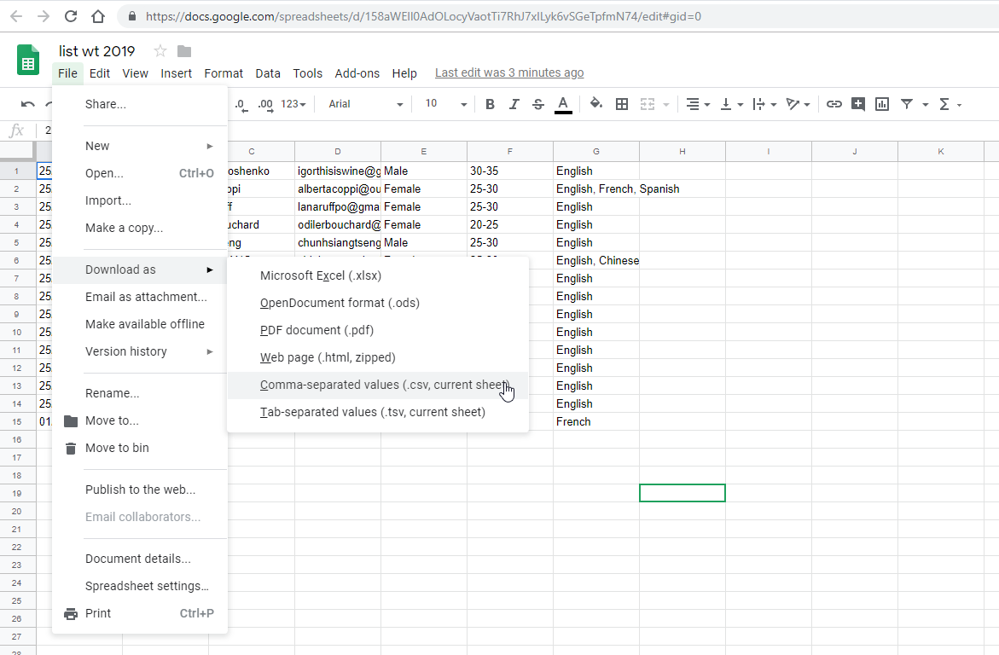 https://docs.google.com/spreadsheets/d/158aWEll0AdOLocyVaotTi7RhJ7xlLyk6vSGeTpfmN74/edit#gid=0
list wt 2019
File Edit View Insert Format Data Tools Add-ons Help Last edit was 3 minutes ago
.0 .00 123 Arial 10 B I S A
fx 2
C D E F G H I J K
1 25 oshenko igorthisiswine@g Male 30-35 English
2 25 ppi albertacoppi@ou Female 25-30 English, French, Spanish
3 25 ff lanaruffpo@gma Female 25-30 English
4 25 uchard odilerbouchard@ Female 20-25 English
5 25 eng chunhsiangtseng Male 25-30 English
6 25 English, Chinese
7 25 English
8 25 English
9 25 English
10 25 English
11 25 English
12 25 English
13 25 English
14 25 English
15 01 French
16
17
18
19
20
21
22
23
24
25
26
27
28
Share...
New
Open... Ctrl+O
Import...
Make a copy...
Download as
Email as attachment...
Make available offline
Version history
Rename...
Move to...
Move to bin
Publish to the web...
Email collaborators...
Document details...
Spreadsheet settings...
Print Ctrl+P
Microsoft Excel (.xlsx)
OpenDocument format (.ods)
PDF document (.pdf)
Web page (.html, zipped)
Comma-separated values (.csv, current sheet)
Tab-separated values (.tsv, current sheet)